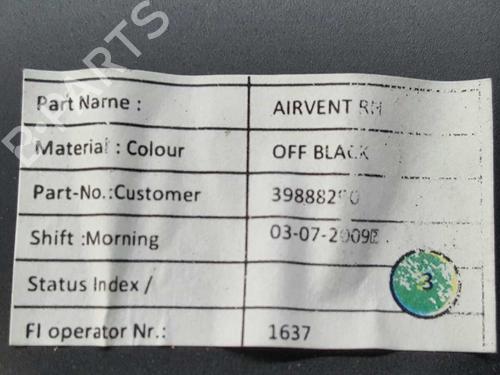 B-PARTS
Part Name : AIRVENT RH
Material : Colour OFF BLACK
Part-No.:Customer
Shift :Morning
Status Index /
3
FI operator Nr.: 1637